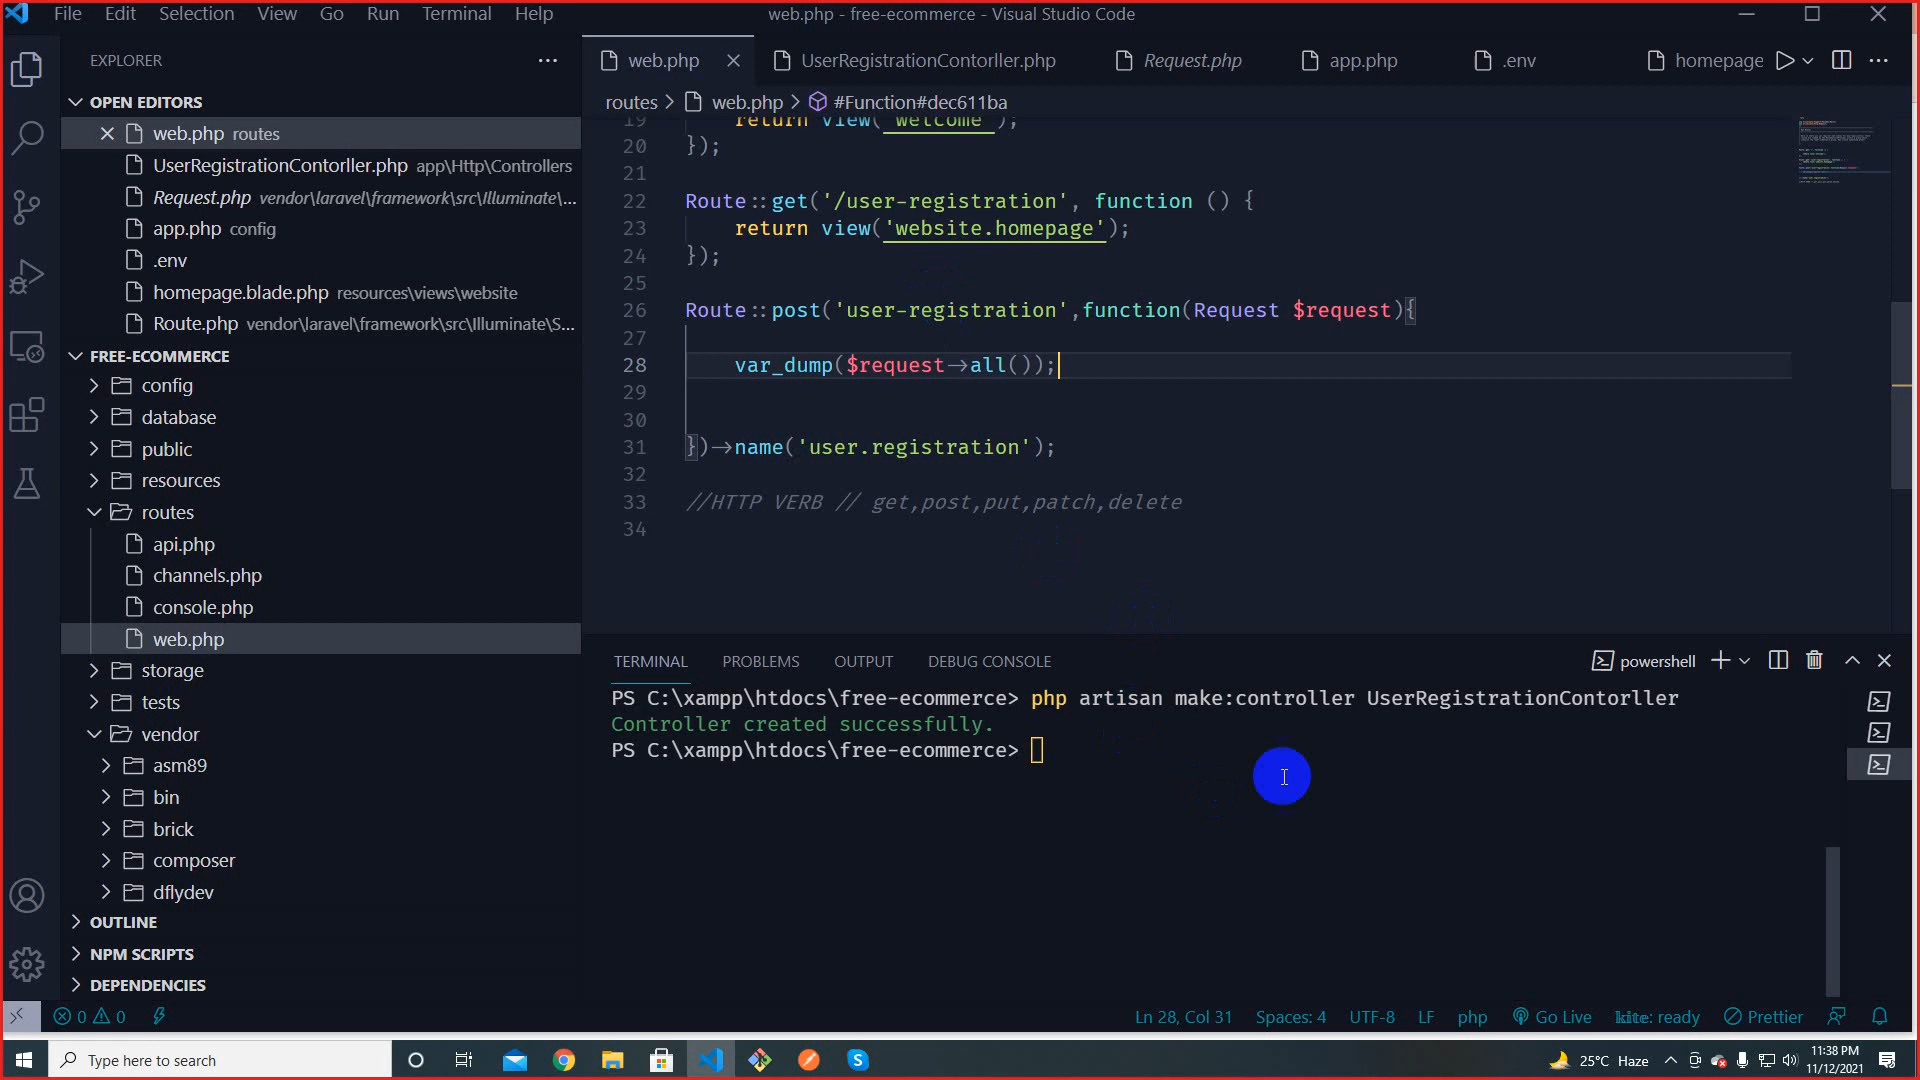 File Edit Selection View Go Run Terminal Help
web.php - free-ecommerce - Visual Studio Code
EXPLORER
OPEN EDITORS
web.php routes
UserRegistrationContorller.php app\Http\Controllers
Request.php vendor\laravel\framework\src\Illuminate\...
app.php config
.env
homepage.blade.php resources\views\website
Route.php vendor\laravel\framework\src\Illuminate\S...
FREE-ECOMMERCE
config
database
public
resources
routes
api.php
channels.php
console.php
web.php
storage
tests
vendor
asm89
bin
brick
composer
dflydev
OUTLINE
NPM SCRIPTS
DEPENDENCIES
web.php UserRegistrationContorller.php Request.php app.php .env homepage
routes > web.php > #Function#dec611ba
19 return view('welcome');
20 });
21
22 Route::get('/user-registration', function () {
23 return view('website.homepage');
24 });
25
26 Route::post('user-registration',function(Request $request){
27
28 var_dump($request->all());
29
30
31 })->name('user.registration');
32
33 //HTTP VERB // get,post,put,patch,delete
34
TERMINAL PROBLEMS OUTPUT DEBUG CONSOLE
powershell
PS C:\xampp\htdocs\free-ecommerce> php artisan make:controller UserRegistrationContorller
Controller created successfully.
PS C:\xampp\htdocs\free-ecommerce>
0 0
Ln 28, Col 31 Spaces: 4 UTF-8 LF php Go Live kite: ready Prettier
Type here to search
25°C Haze
11:38 PM
11/12/2021